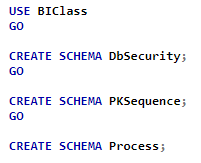 USE BIClass
GO
CREATE SCHEMA DbSecurity;
GO
CREATE SCHEMA PKSequence;
GO
CREATE SCHEMA Process;